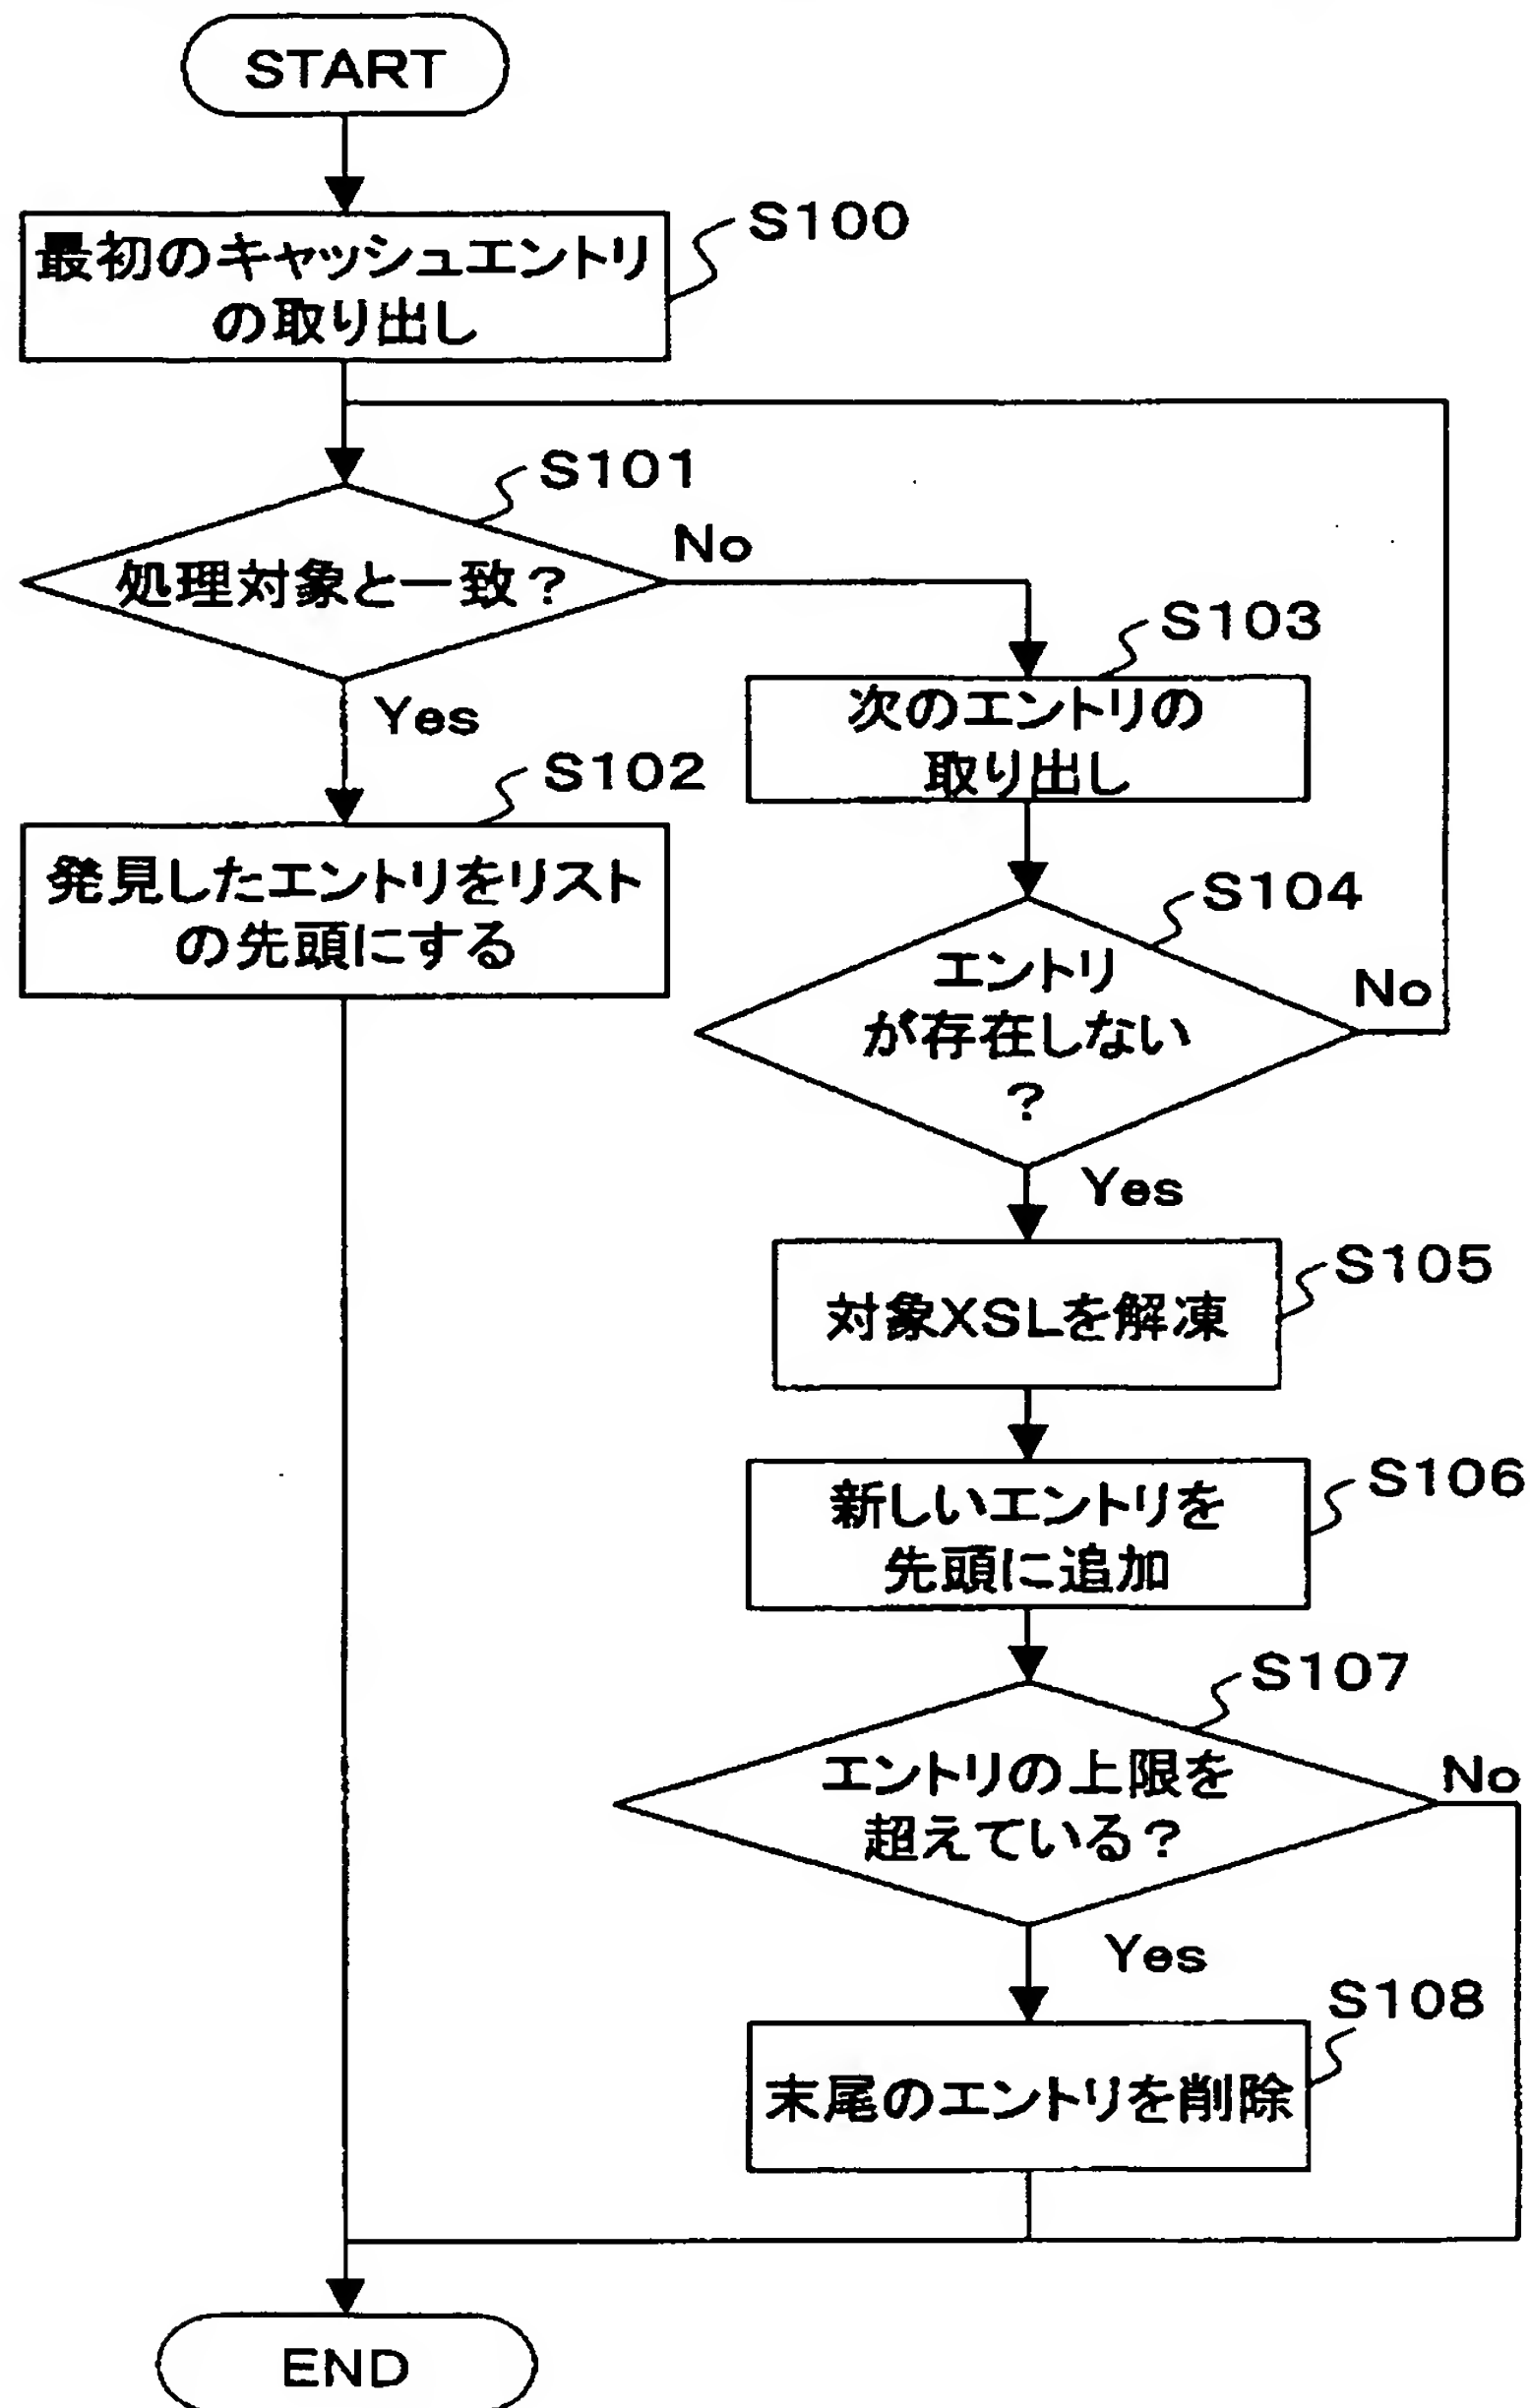 START
S100
最初のキャッシュエントリ
の取り出し
S101
処理対象と一致?
No
Yes
S103
次のエントリの
取り出し
S102
発見したエントリをリスト
の先頭にする
S104
エントリ
が存在しない
?
No
Yes
S105
対象XSLを解凍
S106
新しいエントリを
先頭に追加
S107
エントリの上限を
超えている?
No
Yes
S108
末尾のエントリを削除
END